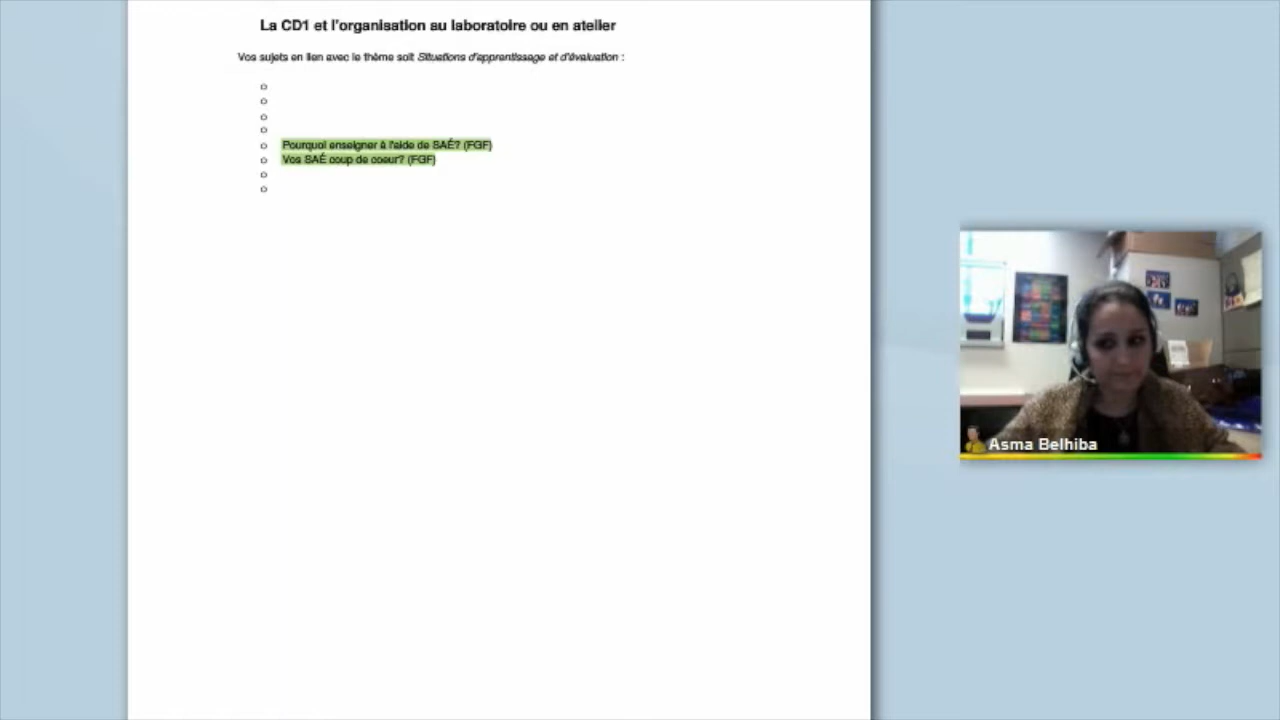 La CD1 et l'organisation au laboratoire ou en atelier
Vos sujets en lien avec le thème soit Situations d'apprentissage et d'évaluation :
Pourquoi enseigner à l'aide de SAÉ? (FGF)
Vos SAÉ coup de coeur? (FGF)
Asma Belhiba